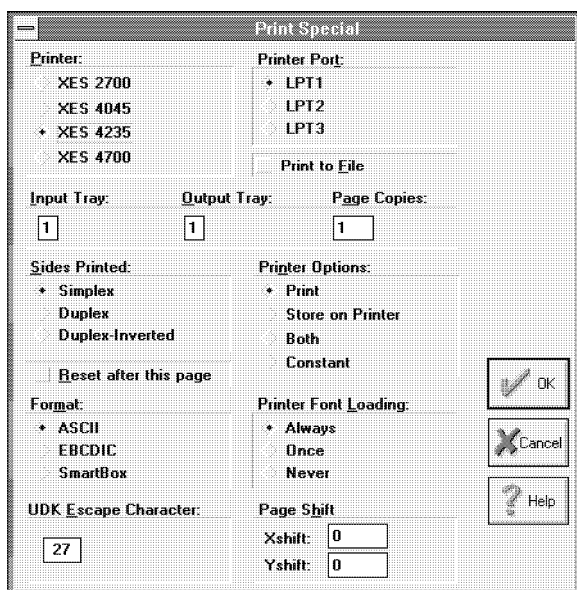 Print Special
Printer: Printer Port:
XES 2700 LPT1
XES 4045 LPT2
XES 4235 LPT3
XES 4700 Print to File
Input Tray: Output Tray: Page Copies:
1 1 1
Sides Printed: Printer Options:
Simplex Print
Duplex Store on Printer
Duplex-Inverted Both
Constant
Reset after this page OK
Format: Printer Font Loading:
ASCII Always
EBCDIC Once Cancel
SmartBox Never
UDK Escape Character: Page Shift Help
27 Xshift: 0
Yshift: 0